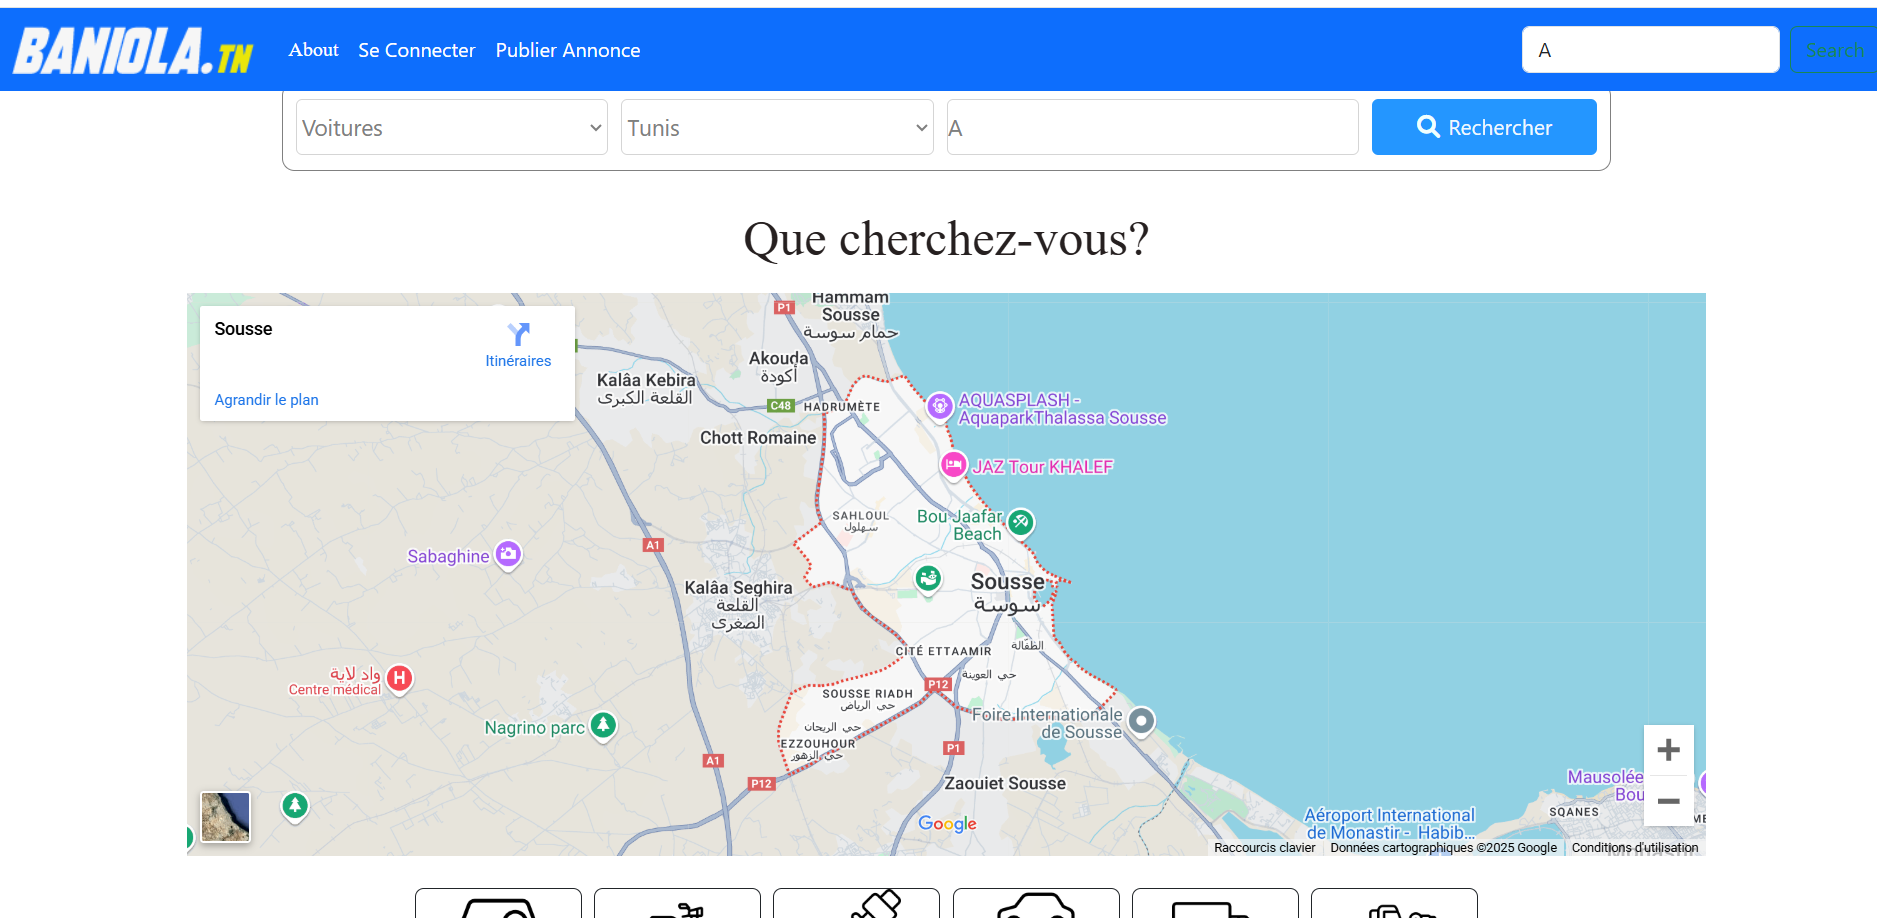 BANIOLA.TN
About
Se Connecter
Publier Annonce
A
Search
Voitures
Tunis
A
Rechercher
Que cherchez-vous?
Sousse
Itinéraires
Agrandir le plan
Hammam
Sousse
حمام سوسة
P1
Akouda
أكودة
Kalâa Kebira
القلعة الكبرى
C48
HADRUMÈTE
AQUASPLASH -
AquaparkThalassa Sousse
Chott Romaine
JAZ Tour KHALEF
SAHLOUL
سهلول
Bou Jaafar
Beach
A1
Sabaghine
Kalâa Seghira
القلعة
الصغرى
Sousse
سوسة
CITÉ ETTAAMIR
الطفالة
واد لاية
Centre médical
H
P12
حي العوينة
SOUSSE RIADH
حي الرياض
Foire Internationale
de Sousse
Nagrino parc
حي الريحان
EZZOUHOUR
حي الزهور
P1
A1
P12
Zaouiet Sousse
Mausolée
Bou
Aéroport International
de Monastir - Habib...
SQANES
Google
Raccourcis clavier
Données cartographiques ©2025 Google
Conditions d'utilisation